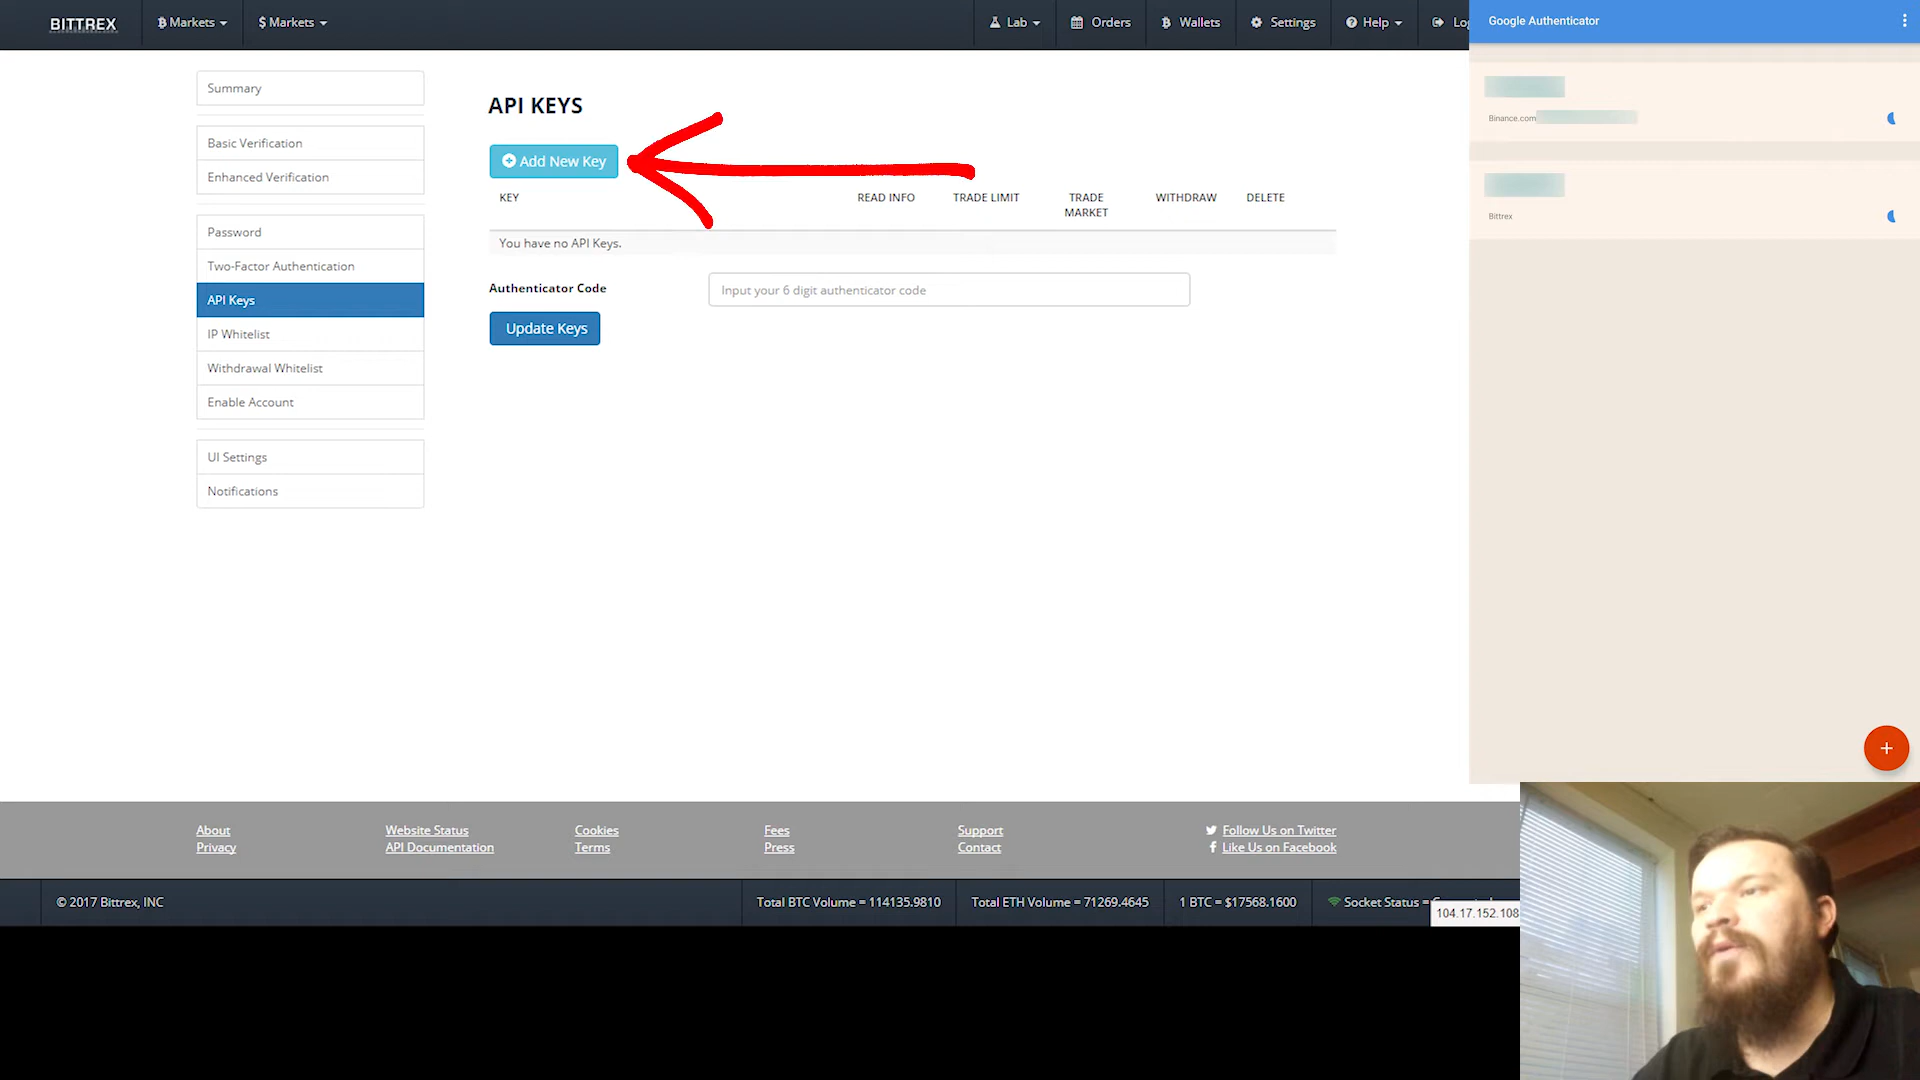 BITTREX
Ƀ Markets
$ Markets
Lab
Orders
Wallets
Settings
Help
Google Authenticator
Summary
Basic Verification
Enhanced Verification
Password
Two-Factor Authentication
API Keys
IP Whitelist
Withdrawal Whitelist
Enable Account
UI Settings
Notifications
API KEYS
Add New Key
KEY
READ INFO
TRADE LIMIT
TRADE
MARKET
WITHDRAW
DELETE
You have no API Keys.
Authenticator Code
Input your 6 digit authenticator code
Update Keys
Binance.com
Bittrex
+
About
Privacy
Website Status
API Documentation
Cookies
Terms
Fees
Press
Support
Contact
Follow Us on Twitter
Like Us on Facebook
© 2017 Bittrex, INC
Total BTC Volume = 114135.9810
Total ETH Volume = 71269.4645
1 BTC = $17568.1600
Socket Status =
104.17.152.108